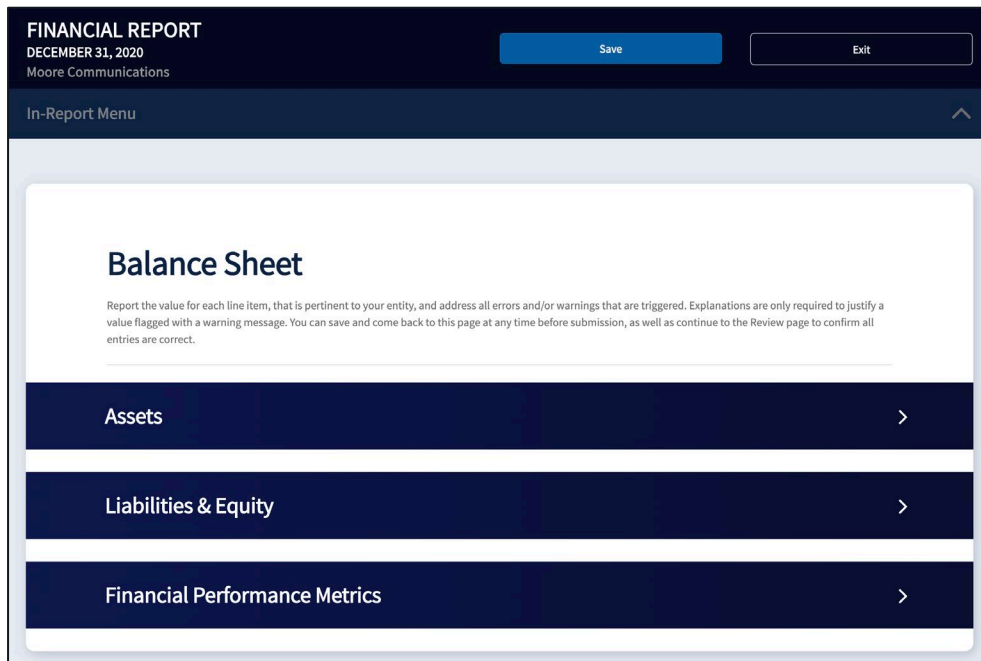 FINANCIAL REPORT
DECEMBER 31, 2020
Moore Communications
Save
Exit
In-Report Menu
Balance Sheet
Report the value for each line item, that is pertinent to your entity, and address all errors and/or warnings that are triggered. Explanations are only required to justify a
value flagged with a warning message. You can save and come back to this page at any time before submission, as well as continue to the Review page to confirm all
entries are correct.
Assets
Liabilities & Equity
Financial Performance Metrics